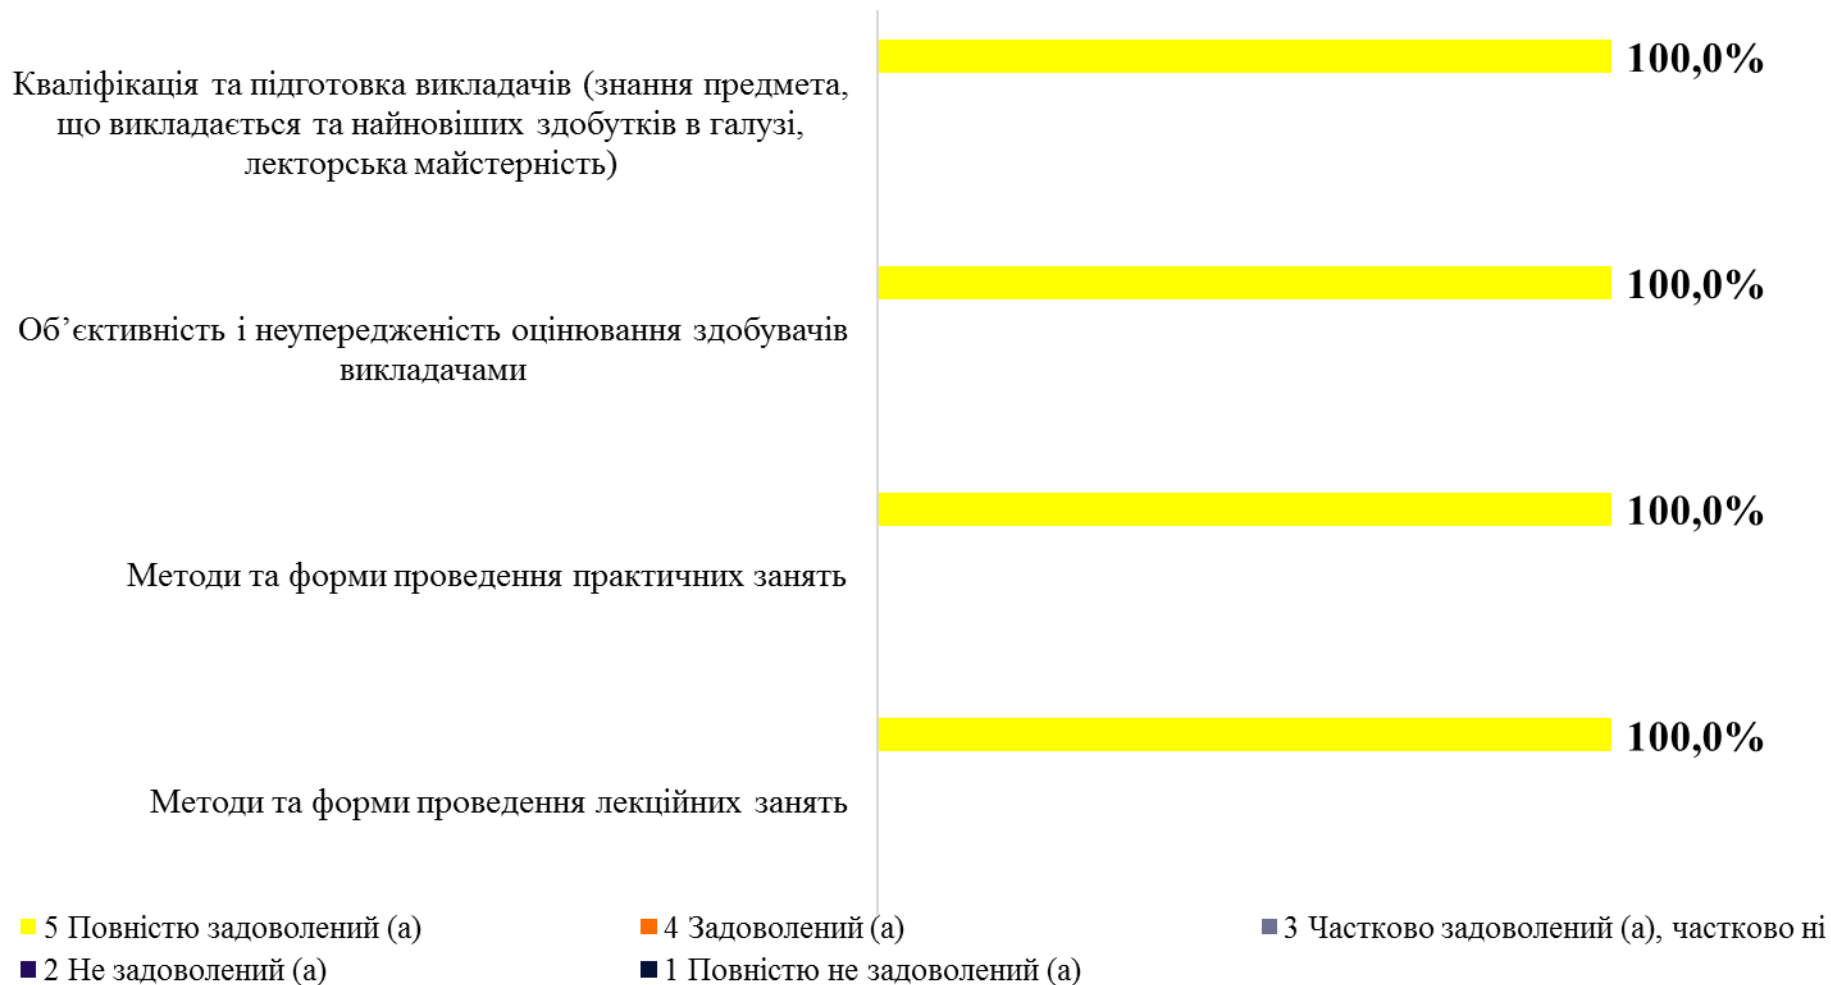 Кваліфікація та підготовка викладачів (знання предмета,
що викладається та найновіших здобутків в галузі,
лекторська майстерність)
100,0%
Об’єктивність і неупередженість оцінювання здобувачів
викладачами
100,0%
Методи та форми проведення практичних занять
100,0%
Методи та форми проведення лекційних занять
100,0%
5 Повністю задоволений (а)
4 Задоволений (а)
3 Частково задоволений (а), частково ні
2 Не задоволений (а)
1 Повністю не задоволений (а)